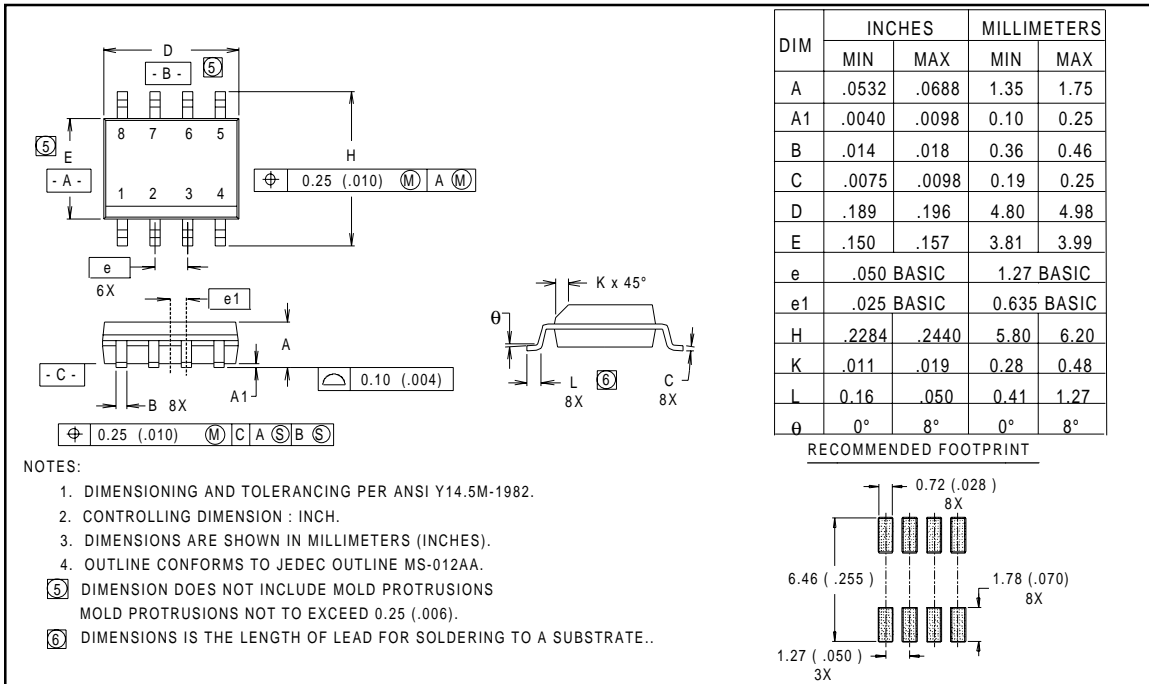 D
- B -
5
8 7 6 5
5
E
- A -
H
⌖ 0.25 (.010) Ⓜ A Ⓜ
1 2 3 4
e
6X
e1
K x 45°
θ
A
- C -
A1
⌓ 0.10 (.004)
B 8X
L 6
8X
C
8X
⌖ 0.25 (.010) Ⓜ C A Ⓢ B Ⓢ
NOTES:
1. DIMENSIONING AND TOLERANCING PER ANSI Y14.5M-1982.
2. CONTROLLING DIMENSION : INCH.
3. DIMENSIONS ARE SHOWN IN MILLIMETERS (INCHES).
4. OUTLINE CONFORMS TO JEDEC OUTLINE MS-012AA.
5 DIMENSION DOES NOT INCLUDE MOLD PROTRUSIONS
MOLD PROTRUSIONS NOT TO EXCEED 0.25 (.006).
6 DIMENSIONS IS THE LENGTH OF LEAD FOR SOLDERING TO A SUBSTRATE..
DIM INCHES MILLIMETERS
MIN MAX MIN MAX
A .0532 .0688 1.35 1.75
A1 .0040 .0098 0.10 0.25
B .014 .018 0.36 0.46
C .0075 .0098 0.19 0.25
D .189 .196 4.80 4.98
E .150 .157 3.81 3.99
e .050 BASIC 1.27 BASIC
e1 .025 BASIC 0.635 BASIC
H .2284 .2440 5.80 6.20
K .011 .019 0.28 0.48
L 0.16 .050 0.41 1.27
θ 0° 8° 0° 8°
RECOMMENDED FOOTPRINT
0.72 (.028 )
8X
6.46 ( .255 )
1.78 (.070)
8X
1.27 ( .050 )
3X